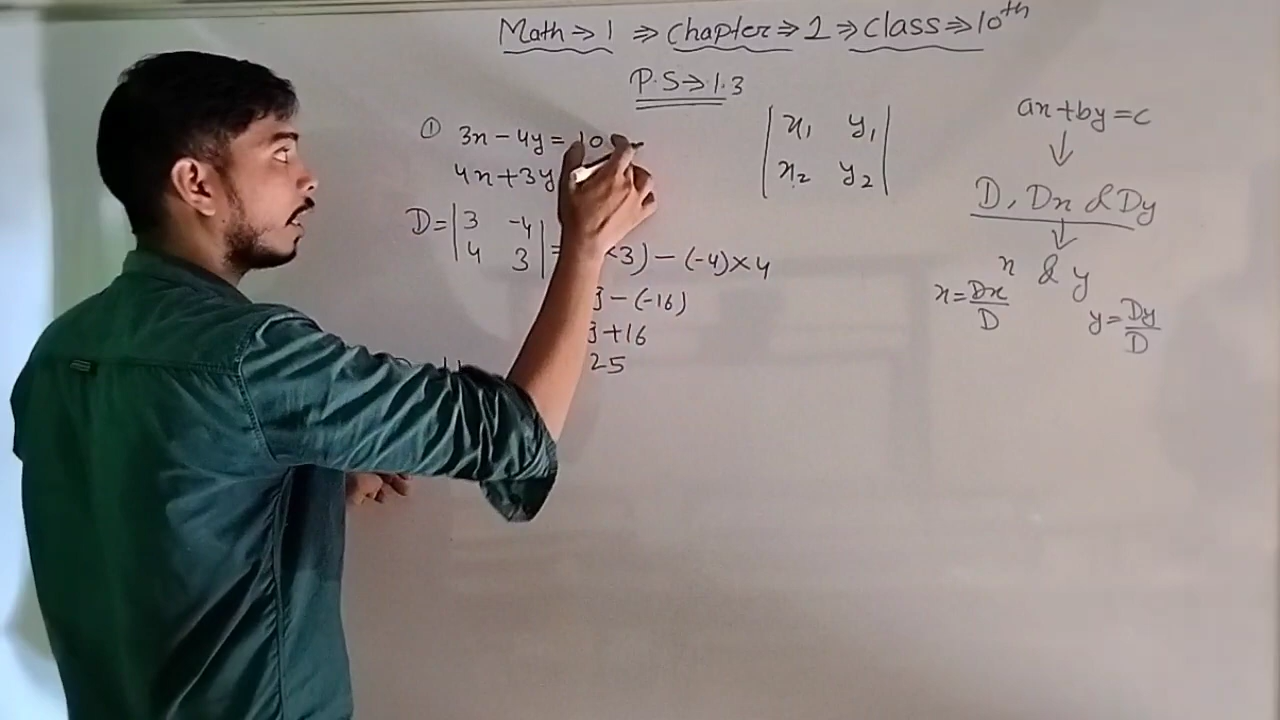 Math → 1 ⇒ Chapter → 1 ⇒ Class ⇒ 10th
P.S → 1.3
① 3x - 4y = 10
4x + 3y
D = | 3 -4 |
| 4 3 | = ×3) - (-4) × 4
- (-16)
+ 16
25
| x₁ y₁ |
| x₂ y₂ |
ax + by = c
↓
D, Dx & Dy
↓
x & y
x = Dx/D
y = Dy/D